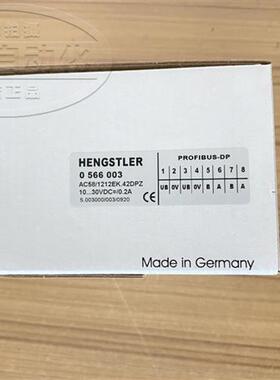 HENGSTLER
0 566 003
AC58/1212EK.42DPZ
10...30VDC=/0.2A
S.003000/003/0920
CE
PROFIBUS-DP
1 2 3 4 5 6 7 8
UB 0V UB 0V B A B A
Made in Germany